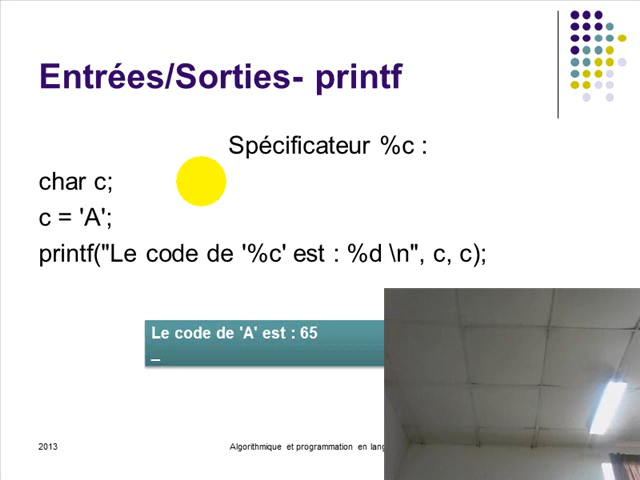 Entrées/Sorties- printf
Spécificateur %c :
char c;
c = 'A';
printf("Le code de '%c' est : %d \n", c, c);
Le code de 'A' est : 65
_
2013
Algorithmique et programmation en lang